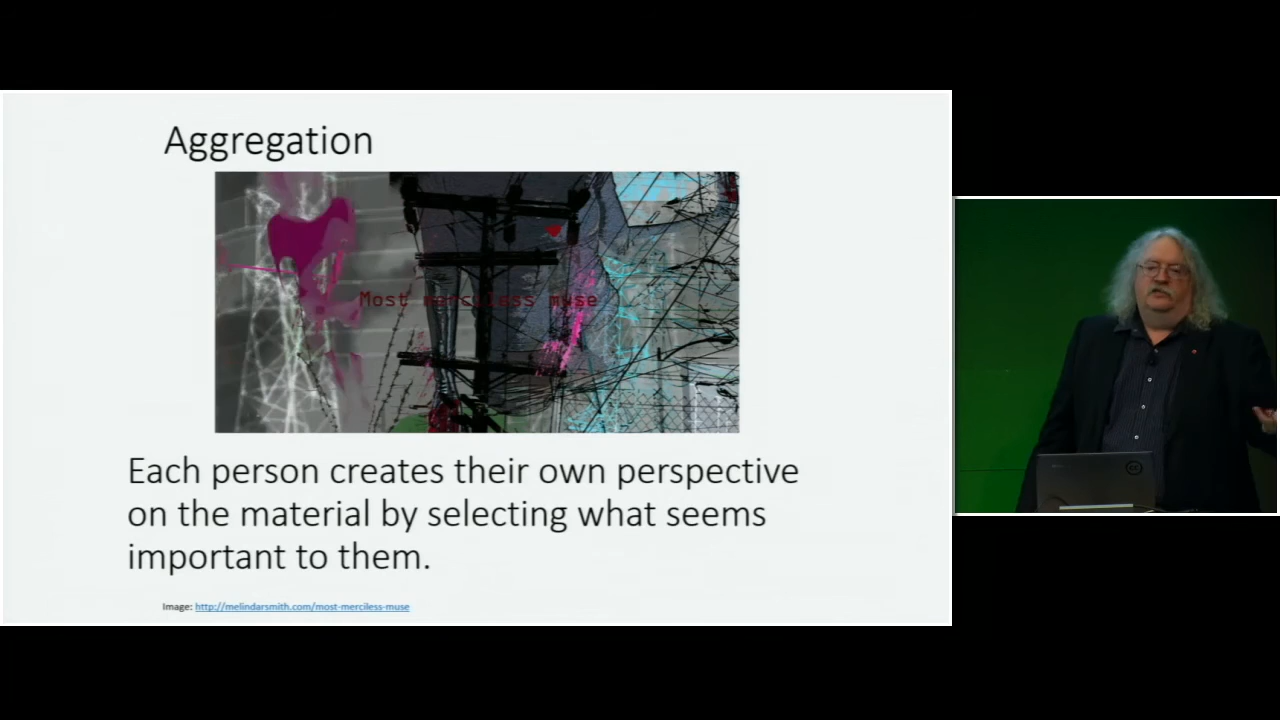 Aggregation
Most merciless muse
Each person creates their own perspective
on the material by selecting what seems
important to them.
Image: http://melindarsmith.com/most-merciless-muse